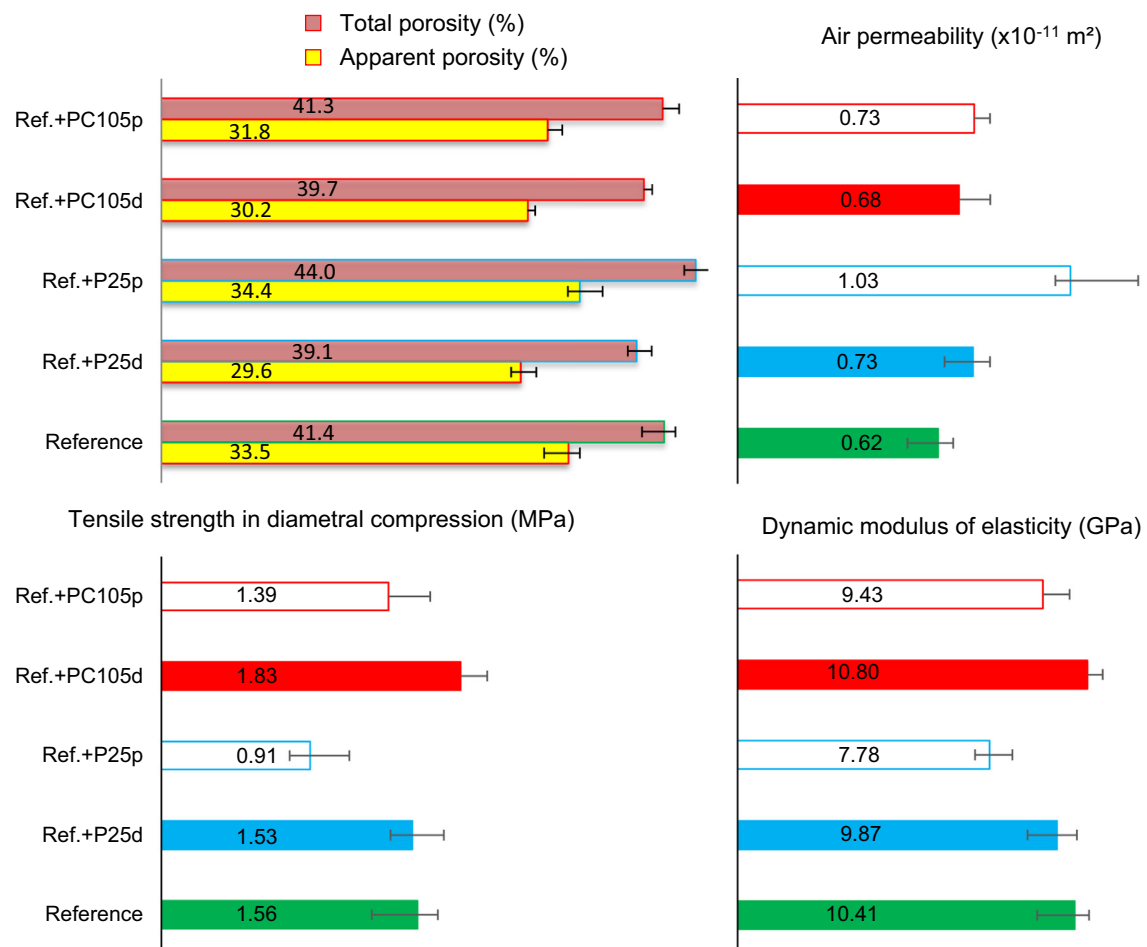 Total porosity (%)
Apparent porosity (%)
Ref.+PC105p
41.3
31.8
Ref.+PC105d
39.7
30.2
Ref.+P25p
44.0
34.4
Ref.+P25d
39.1
29.6
Reference
41.4
33.5
Air permeability (x10⁻¹¹ m²)
0.73
0.68
1.03
0.73
0.62
Tensile strength in diametral compression (MPa)
Ref.+PC105p
1.39
Ref.+PC105d
1.83
Ref.+P25p
0.91
Ref.+P25d
1.53
Reference
1.56
Dynamic modulus of elasticity (GPa)
9.43
10.80
7.78
9.87
10.41